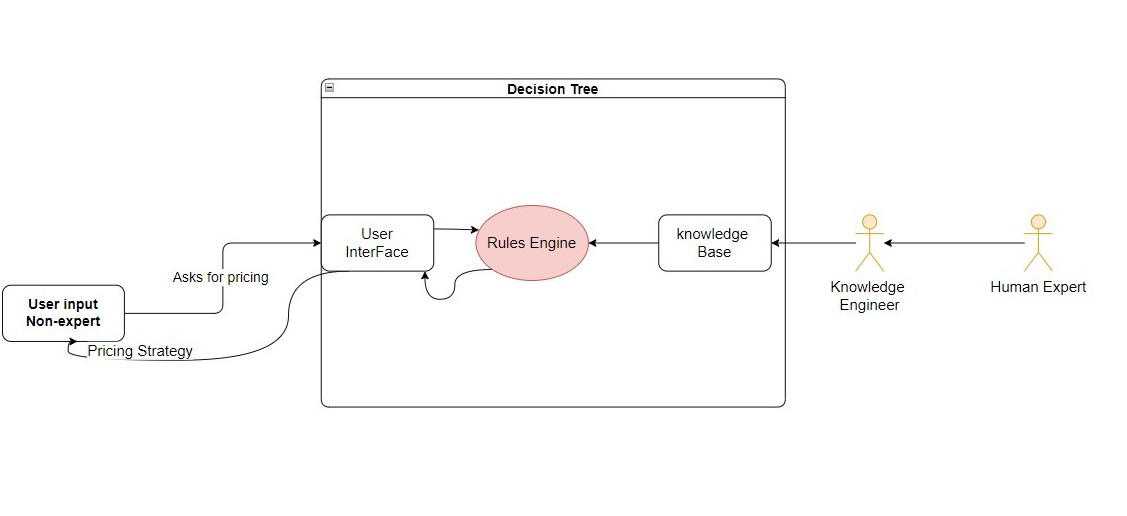 Decision Tree
User
InterFace
Rules Engine
knowledge
Base
Asks for pricing
User input
Non-expert
Pricing Strategy
Knowledge
Engineer
Human Expert